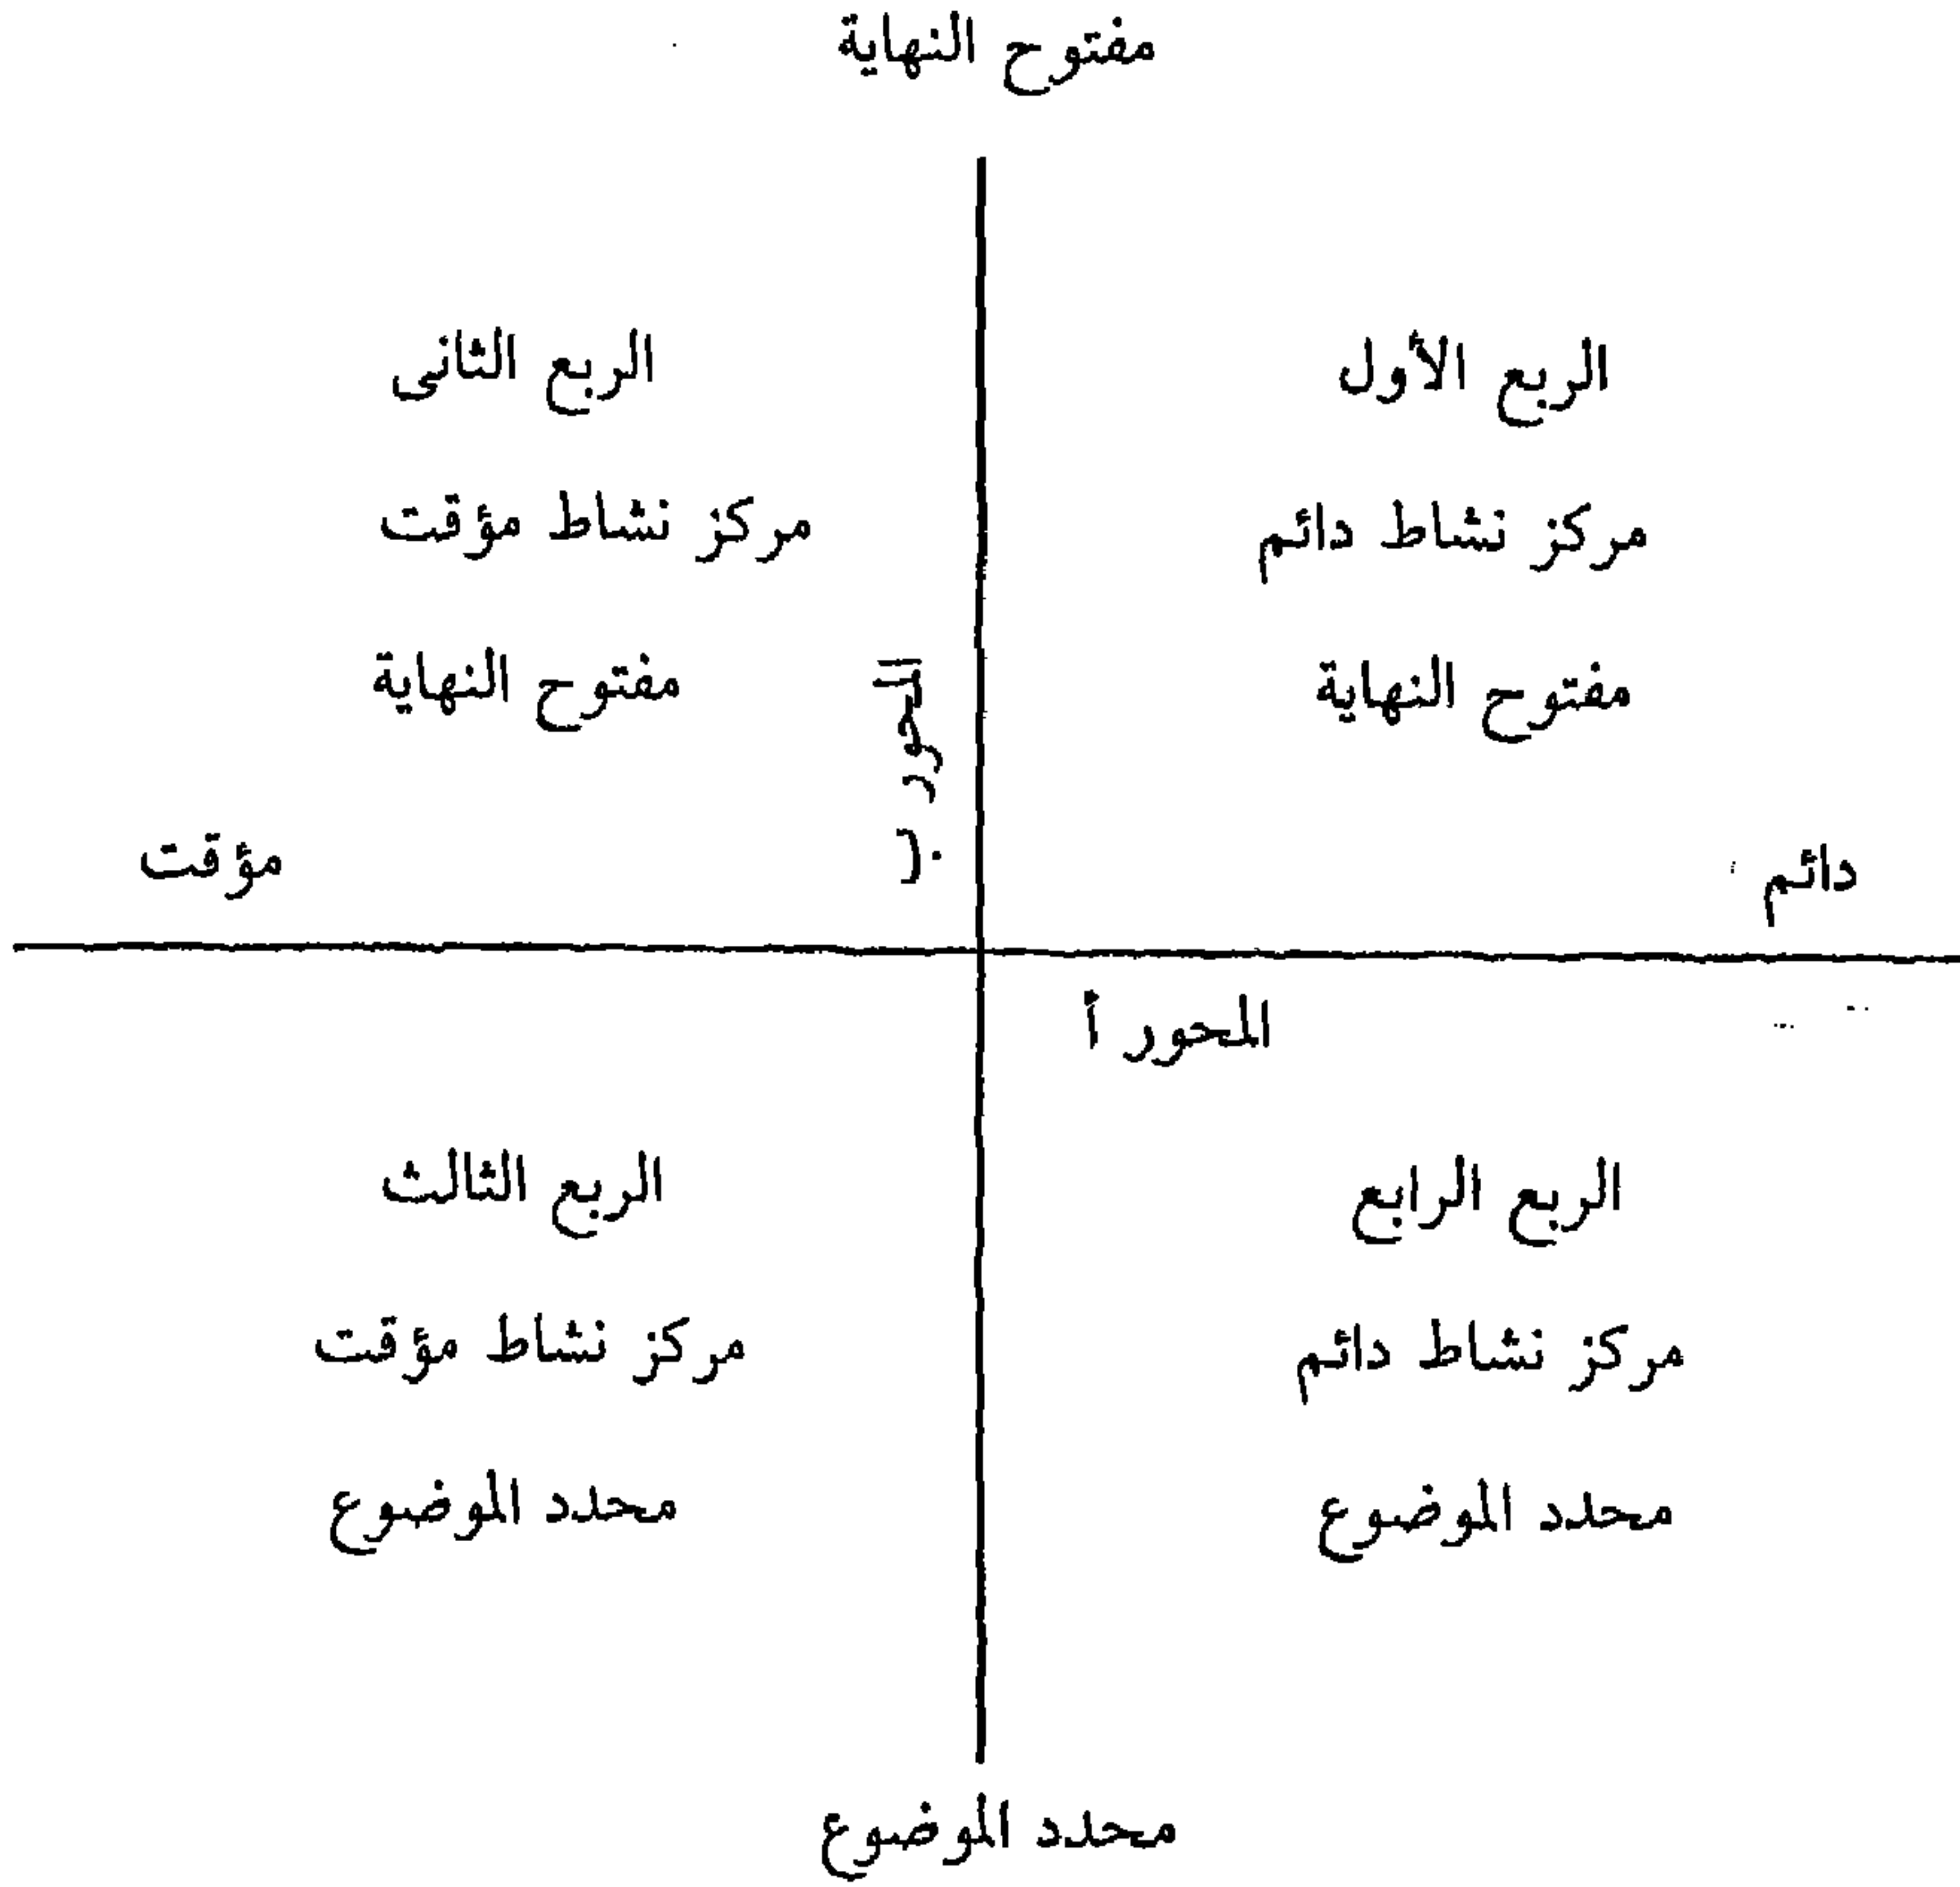 مفتوح النهاية
الربع الأول
مركز نشاط دائم
مفتوح النهاية
الربع الثانى
مركز نشاط مؤقت
مفتوح النهاية
المحور ب
دائم
مؤقت
المحور أ
الربع الرابع
مركز نشاط دائم
محدد الموضوع
الربع الثالث
مركز نشاط مؤقت
محدد الموضوع
محدد الموضوع